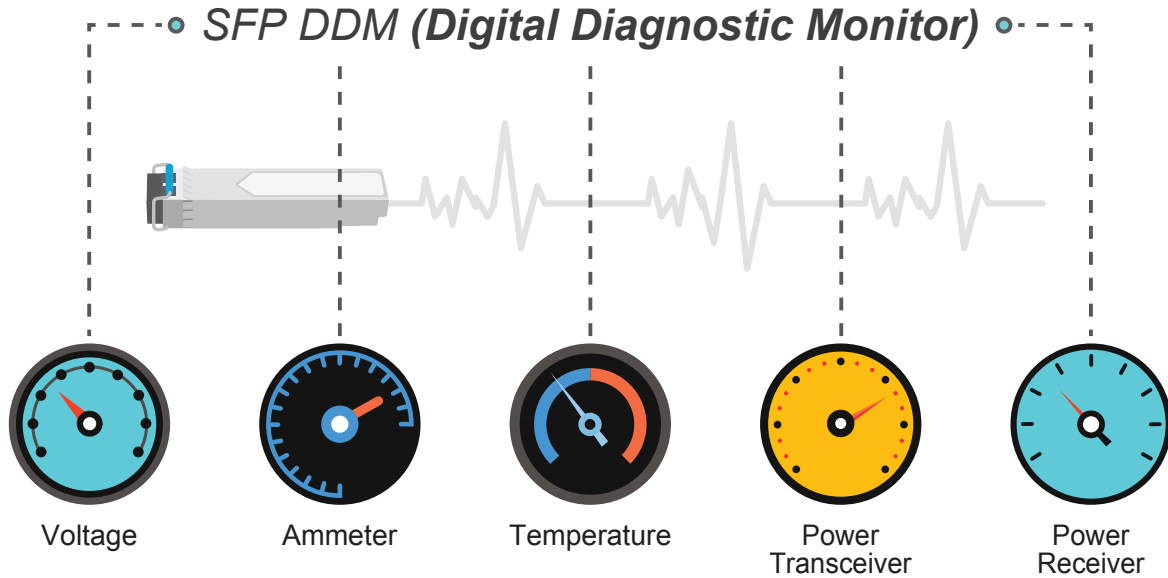 SFP DDM (Digital Diagnostic Monitor)
Voltage
Ammeter
Temperature
Power
Transceiver
Power
Receiver